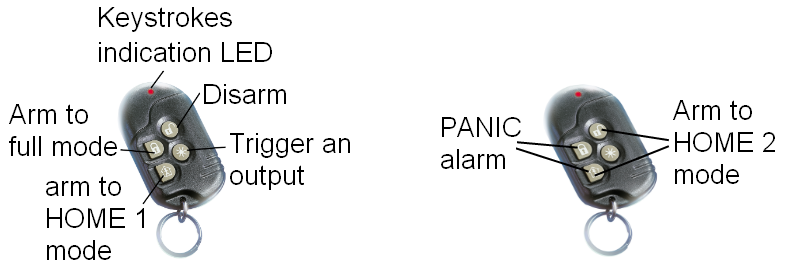 Keystrokes
indication LED
Disarm
Arm to
full mode
Trigger an
output
arm to
HOME 1
mode
PANIC
alarm
Arm to
HOME 2
mode